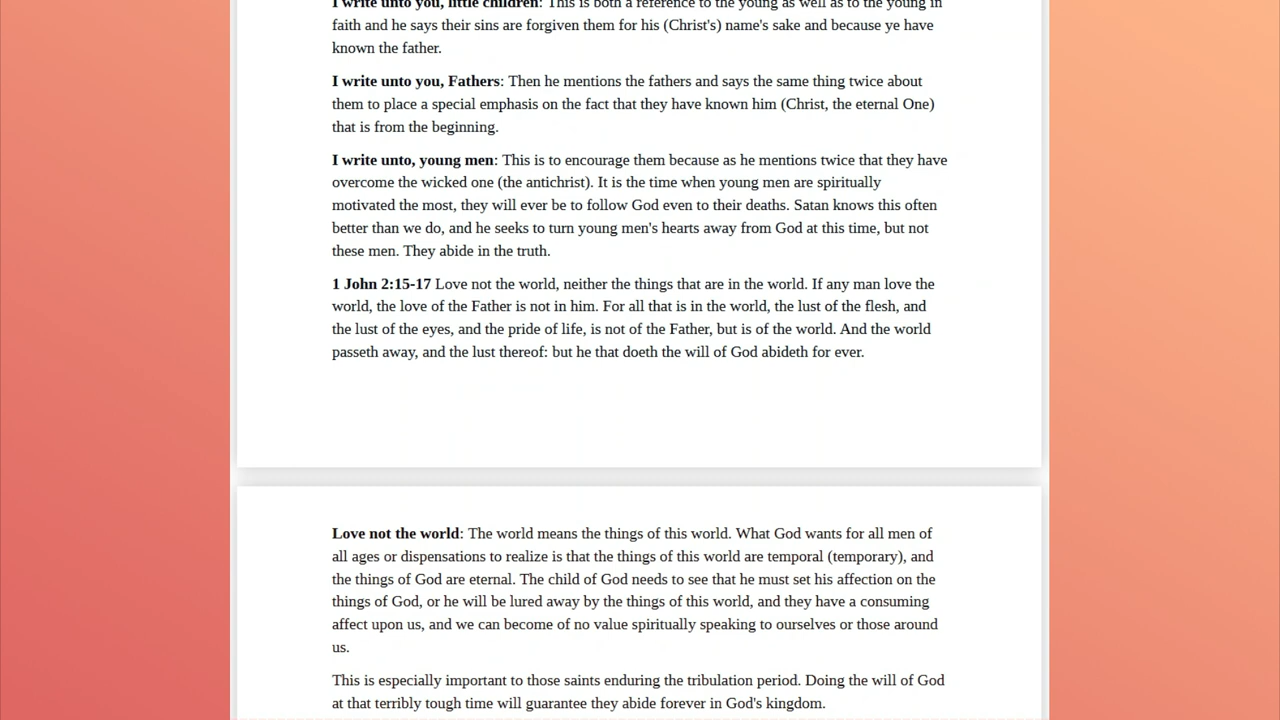 I write unto you, little children: This is both a reference to the young as well as to the young in
faith and he says their sins are forgiven them for his (Christ's) name's sake and because ye have
known the father.
I write unto you, Fathers: Then he mentions the fathers and says the same thing twice about
them to place a special emphasis on the fact that they have known him (Christ, the eternal One)
that is from the beginning.
I write unto, young men: This is to encourage them because as he mentions twice that they have
overcome the wicked one (the antichrist). It is the time when young men are spiritually
motivated the most, they will ever be to follow God even to their deaths. Satan knows this often
better than we do, and he seeks to turn young men's hearts away from God at this time, but not
these men. They abide in the truth.
1 John 2:15-17 Love not the world, neither the things that are in the world. If any man love the
world, the love of the Father is not in him. For all that is in the world, the lust of the flesh, and
the lust of the eyes, and the pride of life, is not of the Father, but is of the world. And the world
passeth away, and the lust thereof: but he that doeth the will of God abideth for ever.
Love not the world: The world means the things of this world. What God wants for all men of
all ages or dispensations to realize is that the things of this world are temporal (temporary), and
the things of God are eternal. The child of God needs to see that he must set his affection on the
things of God, or he will be lured away by the things of this world, and they have a consuming
affect upon us, and we can become of no value spiritually speaking to ourselves or those around
us.
This is especially important to those saints enduring the tribulation period. Doing the will of God
at that terribly tough time will guarantee they abide forever in God's kingdom.